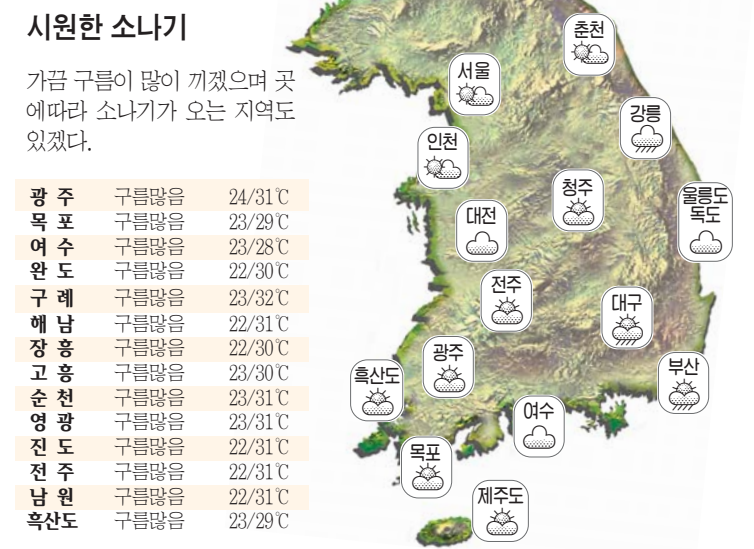 시원한 소나기
가끔 구름이 많이 끼겠으며 곳
에따라 소나기가 오는 지역도
있겠다.
광 주 구름많음 24/31℃
목 포 구름많음 23/29℃
여 수 구름많음 23/28℃
완 도 구름많음 22/30℃
구 례 구름많음 23/32℃
해 남 구름많음 22/31℃
장 흥 구름많음 22/30℃
고 흥 구름많음 23/30℃
순 천 구름많음 23/31℃
영 광 구름많음 23/31℃
진 도 구름많음 22/31℃
전 주 구름많음 22/31℃
남 원 구름많음 22/31℃
흑산도 구름많음 23/29℃
춘천
서울
강릉
인천
청주
울릉도
독도
대전
전주
대구
광주
부산
흑산도
여수
목포
제주도